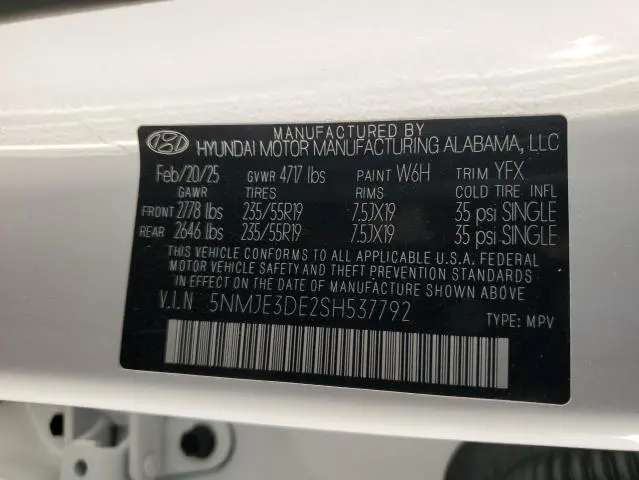 MANUFACTURED BY
HYUNDAI MOTOR MANUFACTURING ALABAMA, LLC
Feb/20/25 GVWR 4717 lbs PAINT W6H TRIM YFX
GAWR TIRES RIMS COLD TIRE INFL
FRONT 2778 lbs 235/55R19 7.5JX19 35 psi SINGLE
REAR 2646 lbs 235/55R19 7.5JX19 35 psi SINGLE
THIS VEHICLE CONFORMS TO ALL APPLICABLE U.S.A. FEDERAL
MOTOR VEHICLE SAFETY AND THEFT PREVENTION STANDARDS
IN EFFECT ON THE DATE OF MANUFACTURE SHOWN ABOVE.
V.I.N 5NMJE3DE2SH537792
TYPE: MPV